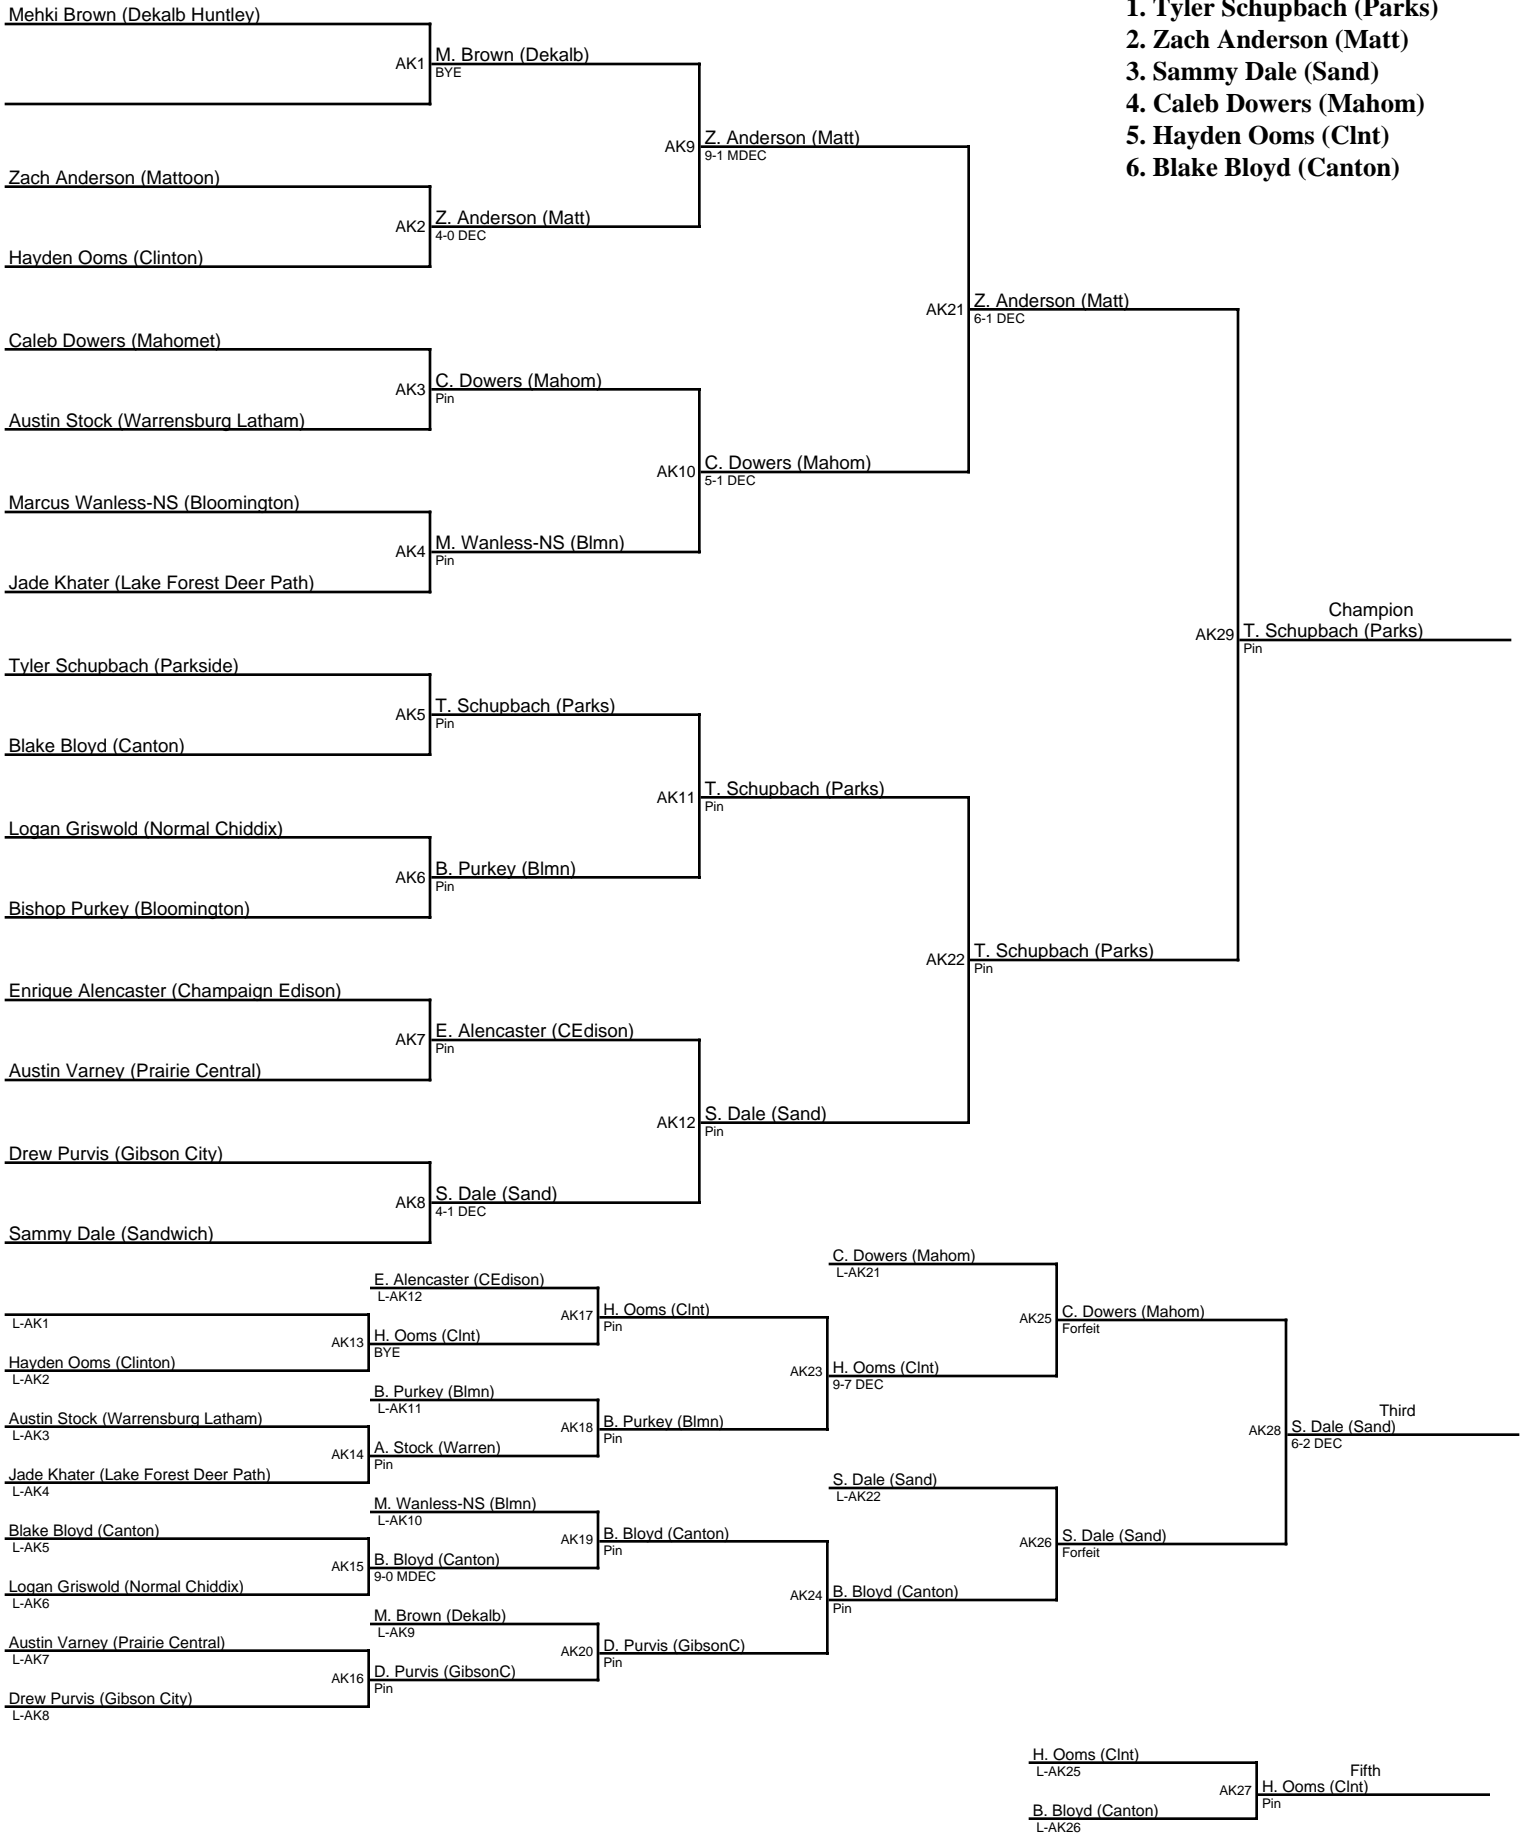 1. Tyler Schupbach (Parks)
2. Zach Anderson (Matt)
3. Sammy Dale (Sand)
4. Caleb Dowers (Mahom)
5. Hayden Ooms (Clnt)
6. Blake Bloyd (Canton)
Mehki Brown (Dekalb Huntley)
AK1
M. Brown (Dekalb)
BYE
Zach Anderson (Mattoon)
AK2
Z. Anderson (Matt)
4-0 DEC
Hayden Ooms (Clinton)
AK9
Z. Anderson (Matt)
9-1 MDEC
Caleb Dowers (Mahomet)
AK3
C. Dowers (Mahom)
Pin
Austin Stock (Warrensburg Latham)
AK10
C. Dowers (Mahom)
5-1 DEC
Marcus Wanless-NS (Bloomington)
AK4
M. Wanless-NS (Blmn)
Pin
Jade Khater (Lake Forest Deer Path)
AK21
Z. Anderson (Matt)
6-1 DEC
Champion
AK29
T. Schupbach (Parks)
Pin
Tyler Schupbach (Parkside)
AK5
T. Schupbach (Parks)
Pin
Blake Bloyd (Canton)
AK11
T. Schupbach (Parks)
Pin
Logan Griswold (Normal Chiddix)
AK6
B. Purkey (Blmn)
Pin
Bishop Purkey (Bloomington)
AK22
T. Schupbach (Parks)
Pin
Enrique Alencaster (Champaign Edison)
AK7
E. Alencaster (CEdison)
Pin
Austin Varney (Prairie Central)
AK12
S. Dale (Sand)
Pin
Drew Purvis (Gibson City)
AK8
S. Dale (Sand)
4-1 DEC
Sammy Dale (Sandwich)
L-AK1
AK13
H. Ooms (Clnt)
BYE
Hayden Ooms (Clinton)
L-AK2
E. Alencaster (CEdison)
L-AK12
AK17
H. Ooms (Clnt)
Pin
Austin Stock (Warrensburg Latham)
L-AK3
AK14
A. Stock (Warren)
Pin
Jade Khater (Lake Forest Deer Path)
L-AK4
B. Purkey (Blmn)
L-AK11
AK18
B. Purkey (Blmn)
Pin
AK23
H. Ooms (Clnt)
9-7 DEC
C. Dowers (Mahom)
L-AK21
AK25
C. Dowers (Mahom)
Forfeit
Blake Bloyd (Canton)
L-AK5
AK15
B. Bloyd (Canton)
9-0 MDEC
Logan Griswold (Normal Chiddix)
L-AK6
M. Wanless-NS (Blmn)
L-AK10
AK19
B. Bloyd (Canton)
Pin
Austin Varney (Prairie Central)
L-AK7
AK16
D. Purvis (GibsonC)
Pin
Drew Purvis (Gibson City)
L-AK8
M. Brown (Dekalb)
L-AK9
AK20
D. Purvis (GibsonC)
Pin
AK24
B. Bloyd (Canton)
Pin
S. Dale (Sand)
L-AK22
AK26
S. Dale (Sand)
Forfeit
Third
AK28
S. Dale (Sand)
6-2 DEC
H. Ooms (Clnt)
L-AK25
Fifth
AK27
H. Ooms (Clnt)
Pin
B. Bloyd (Canton)
L-AK26